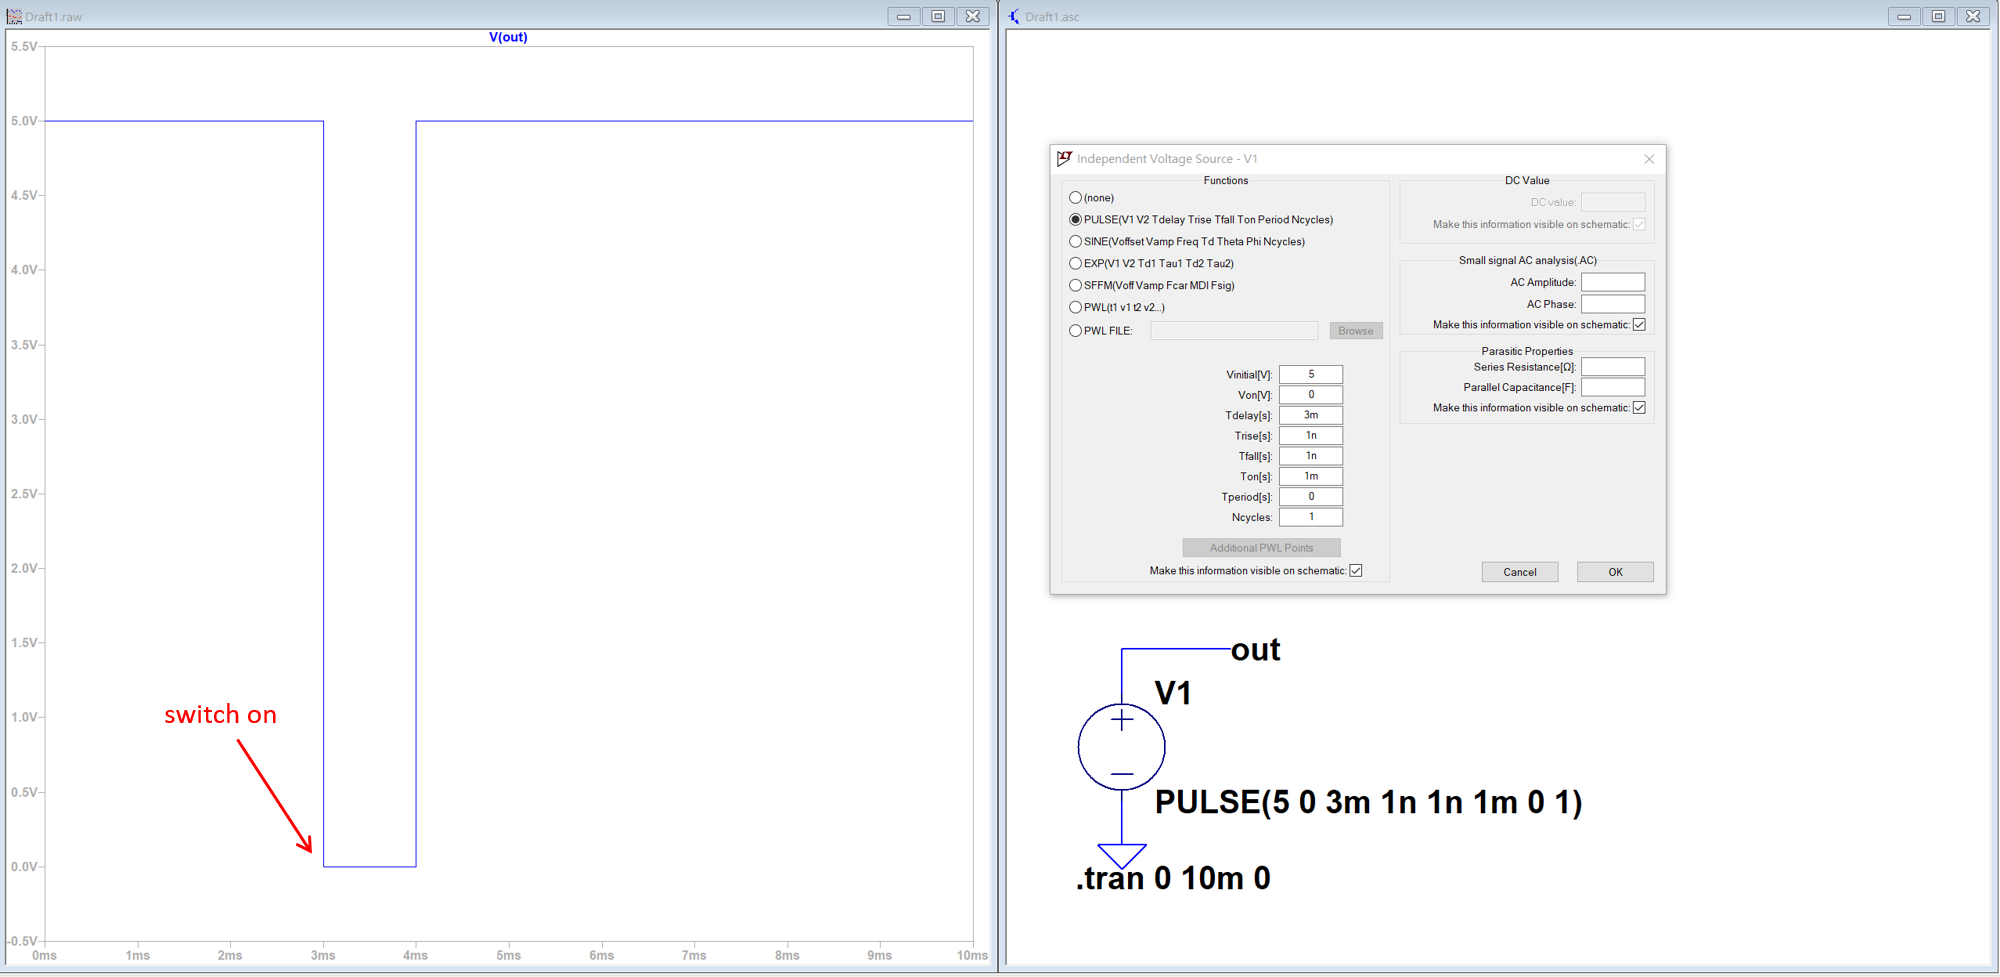 Draft1.raw
V(out)
5.5V
5.0V
4.5V
4.0V
3.5V
3.0V
2.5V
2.0V
1.5V
1.0V
0.5V
0.0V
-0.5V
0ms 1ms 2ms 3ms 4ms 5ms 6ms 7ms 8ms 9ms 10ms
switch on
Draft1.asc
Independent Voltage Source - V1
Functions
(none)
PULSE(V1 V2 Tdelay Trise Tfall Ton Period Ncycles)
SINE(Voffset Vamp Freq Td Theta Phi Ncycles)
EXP(V1 V2 Td1 Tau1 Td2 Tau2)
SFFM(Voff Vamp Fcar MDI Fsig)
PWL(t1 v1 t2 v2...)
PWL FILE: Browse
Vinitial[V]: 5
Von[V]: 0
Tdelay[s]: 3m
Trise[s]: 1n
Tfall[s]: 1n
Ton[s]: 1m
Tperiod[s]: 0
Ncycles: 1
Additional PWL Points
Make this information visible on schematic:
DC Value
DC value:
Make this information visible on schematic:
Small signal AC analysis(.AC)
AC Amplitude:
AC Phase:
Make this information visible on schematic:
Parasitic Properties
Series Resistance[Ω]:
Parallel Capacitance[F]:
Make this information visible on schematic:
Cancel OK
out
V1
PULSE(5 0 3m 1n 1n 1m 0 1)
.tran 0 10m 0